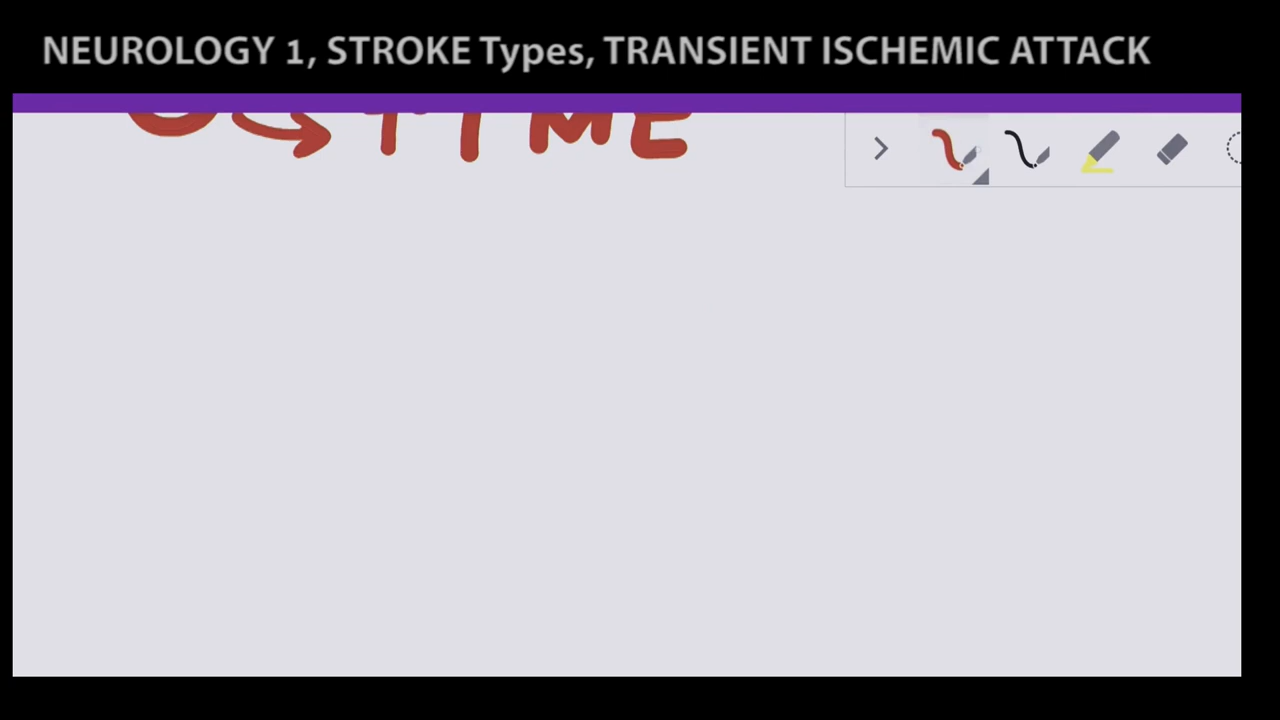 NEUROLOGY 1, STROKE Types, TRANSIENT ISCHEMIC ATTACK
TIME